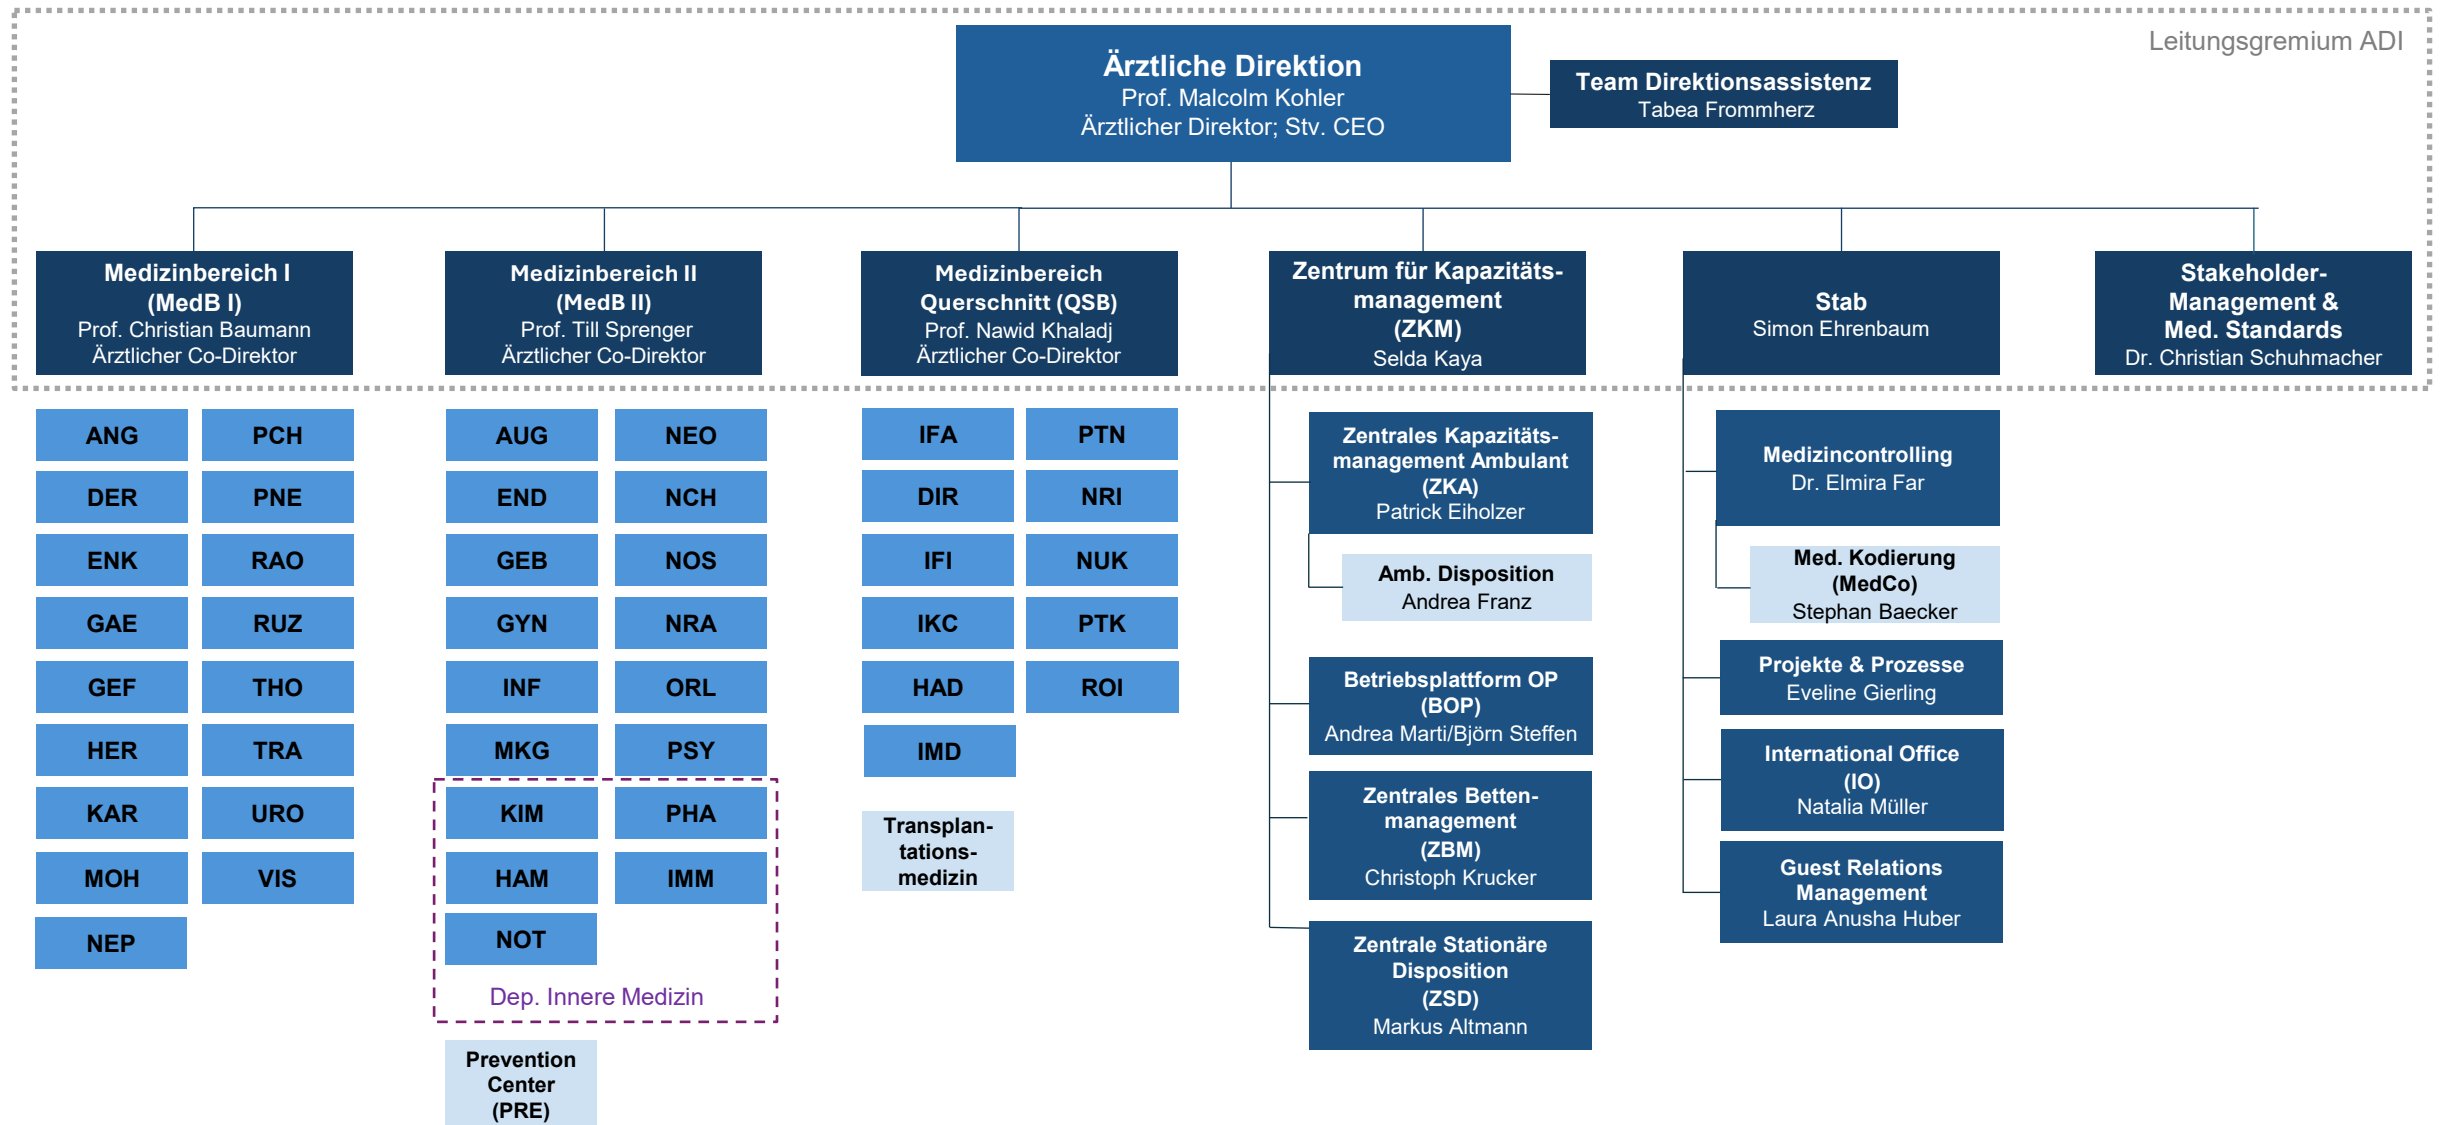 Leitungsgremium ADI
Ärztliche Direktion
Prof. Malcolm Kohler
Ärztlicher Direktor; Stv. CEO
Team Direktionsassistenz
Tabea Frommherz
Medizinbereich I
(MedB I)
Prof. Christian Baumann
Ärztlicher Co-Direktor
Medizinbereich II
(MedB II)
Prof. Till Sprenger
Ärztlicher Co-Direktor
Medizinbereich
Querschnitt (QSB)
Prof. Nawid Khaladj
Ärztlicher Co-Direktor
Zentrum für Kapazitäts-
management
(ZKM)
Selda Kaya
Stab
Simon Ehrenbaum
Stakeholder-
Management &
Med. Standards
Dr. Christian Schuhmacher
ANG
PCH
DER
PNE
ENK
RAO
GAE
RUZ
GEF
THO
HER
TRA
KAR
URO
MOH
VIS
NEP
AUG
NEO
END
NCH
GEB
NOS
GYN
NRA
INF
ORL
MKG
PSY
KIM
PHA
HAM
IMM
NOT
Dep. Innere Medizin
Prevention
Center
(PRE)
IFA
PTN
DIR
NRI
IFI
NUK
IKC
PTK
HAD
ROI
IMD
Transplan-
tations-
medizin
Zentrales Kapazitäts-
management Ambulant
(ZKA)
Patrick Eiholzer
Amb. Disposition
Andrea Franz
Betriebsplattform OP
(BOP)
Andrea Marti/Björn Steffen
Zentrales Betten-
management
(ZBM)
Christoph Krucker
Zentrale Stationäre
Disposition
(ZSD)
Markus Altmann
Medizincontrolling
Dr. Elmira Far
Med. Kodierung
(MedCo)
Stephan Baecker
Projekte & Prozesse
Eveline Gierling
International Office
(IO)
Natalia Müller
Guest Relations
Management
Laura Anusha Huber